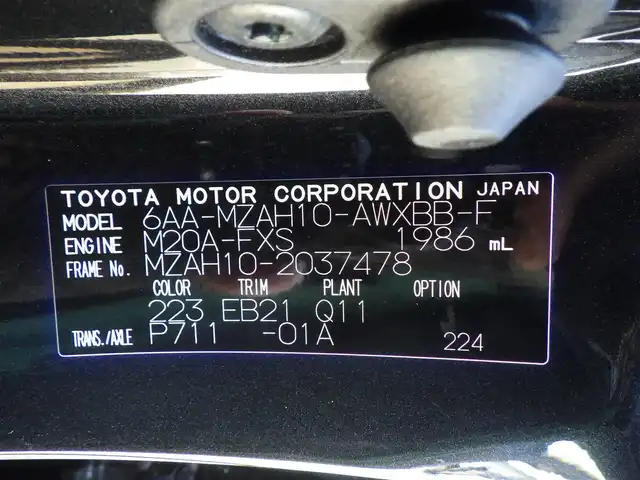 TOYOTA MOTOR CORPORATION JAPAN
MODEL 6AA-MZAH10-AWXBB-F
ENGINE M20A-FXS 1986 mL
FRAME No. MZAH10-2037478
COLOR TRIM PLANT OPTION
223 EB21 Q11
TRANS./AXLE P711 -01A 224